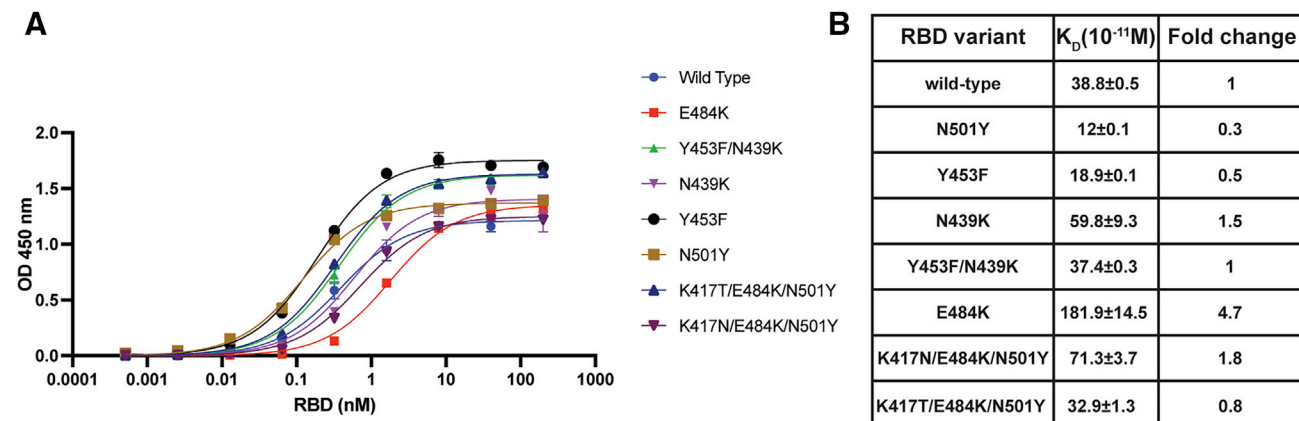 A
2.0
1.5
1.0
0.5
0.0
OD 450 nm
0.0001 0.001 0.01 0.1 1 10 100 1000
RBD (nM)
Wild Type
E484K
Y453F/N439K
N439K
Y453F
N501Y
K417T/E484K/N501Y
K417N/E484K/N501Y
B
RBD variant K_D(10⁻¹¹M) Fold change
wild-type 38.8±0.5 1
N501Y 12±0.1 0.3
Y453F 18.9±0.1 0.5
N439K 59.8±9.3 1.5
Y453F/N439K 37.4±0.3 1
E484K 181.9±14.5 4.7
K417N/E484K/N501Y 71.3±3.7 1.8
K417T/E484K/N501Y 32.9±1.3 0.8